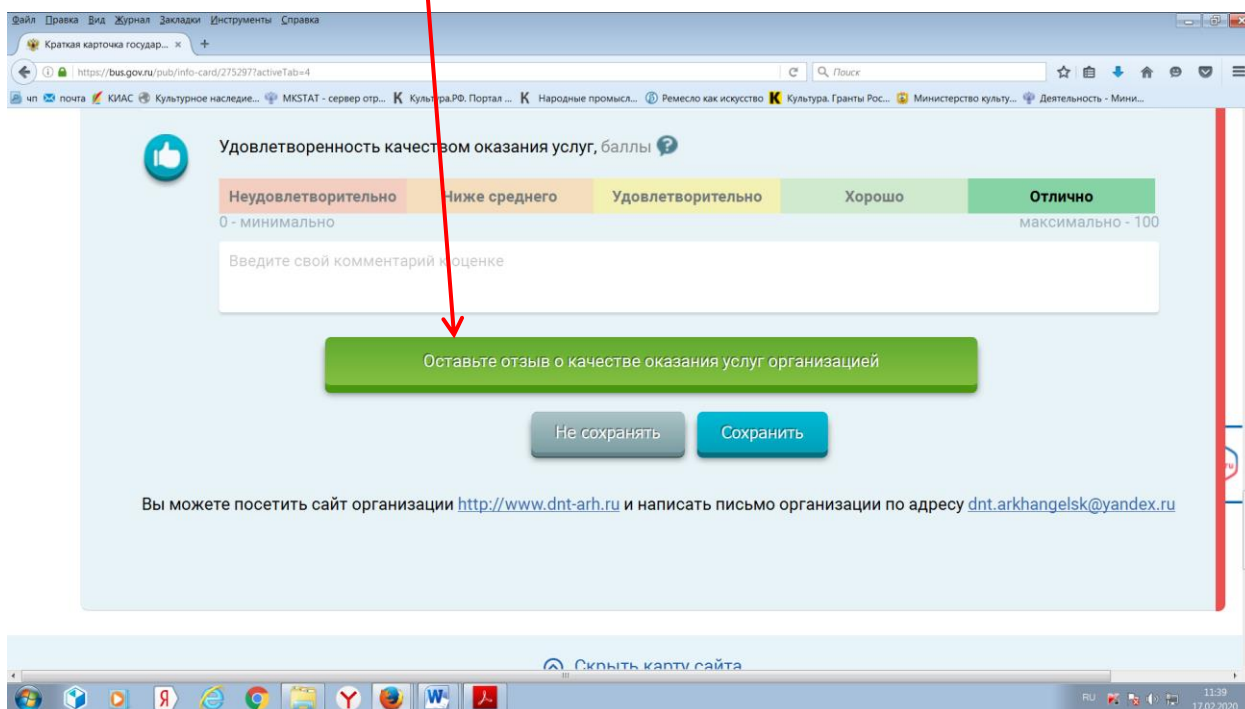 Файл Правка Вид Журнал Закладки Инструменты Справка
Краткая карточка государ... × +
https://bus.gov.ru/pub/info-card/275297?activeTab=4
Поиск
чп почта КИАС Культурное наследие... MKSTAT - сервер отр... Культура.РФ. Портал ... Народные промысл... Ремесло как искусство Культура. Гранты Рос... Министерство культу... Деятельность - Мини...
Удовлетворенность качеством оказания услуг, баллы ?
Неудовлетворительно Ниже среднего Удовлетворительно Хорошо Отлично
0 - минимально максимально - 100
Введите свой комментарий к оценке
Оставьте отзыв о качестве оказания услуг организацией
Не сохранять Сохранить
Вы можете посетить сайт организации http://www.dnt-arh.ru и написать письмо организации по адресу dnt.arkhangelsk@yandex.ru
Скрыть карту сайта
RU 11:39
17.02.2020